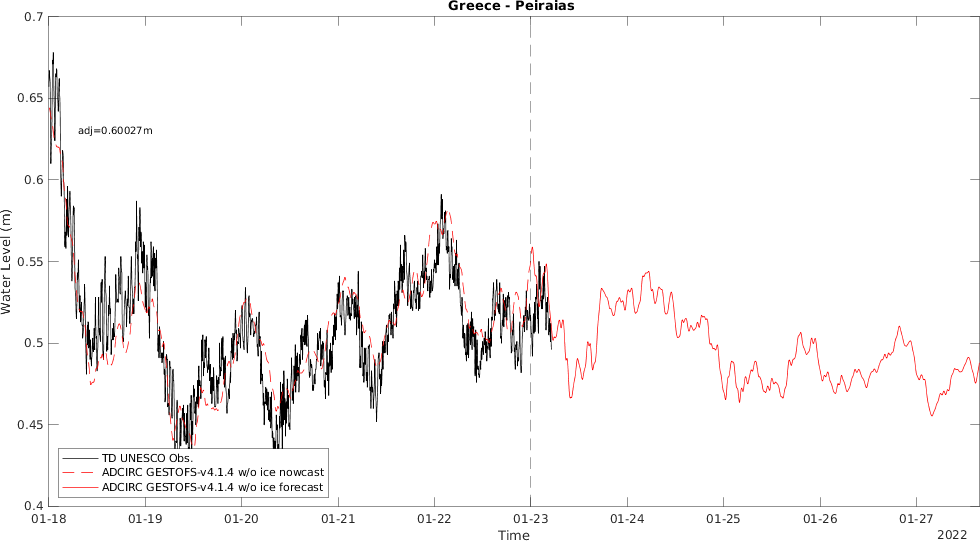 Greece - Peiraias
0.7
0.65
0.6
0.55
0.5
0.45
0.4
Water Level (m)
adj=0.60027m
TD UNESCO Obs.
ADCIRC GESTOFS-v4.1.4 w/o ice nowcast
ADCIRC GESTOFS-v4.1.4 w/o ice forecast
01-18 01-19 01-20 01-21 01-22 01-23 01-24 01-25 01-26 01-27
Time
2022